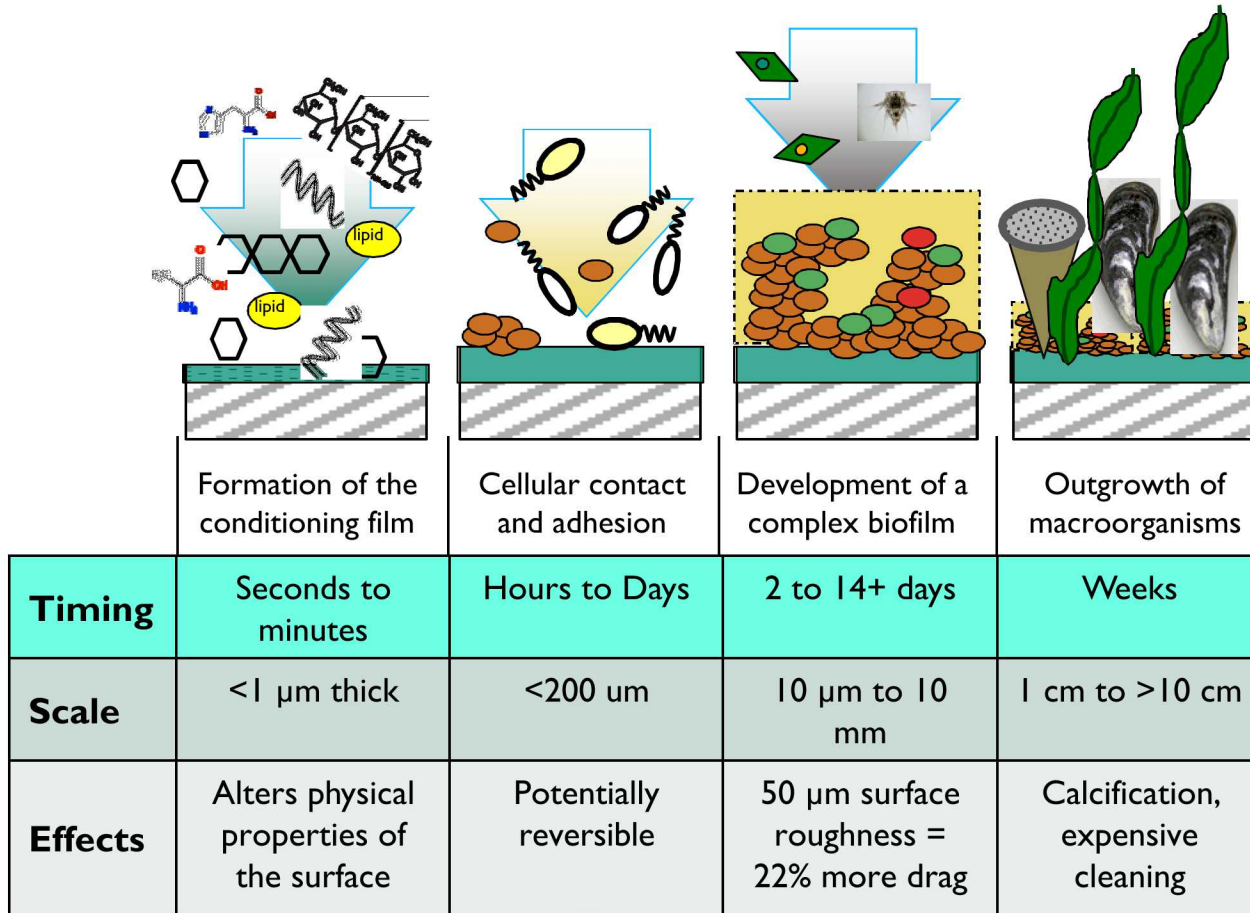 lipid
lipid
Formation of the
conditioning film
Cellular contact
and adhesion
Development of a
complex biofilm
Outgrowth of
macroorganisms
Timing
Seconds to
minutes
Hours to Days
2 to 14+ days
Weeks
Scale
<1 µm thick
<200 um
10 µm to 10
mm
1 cm to >10 cm
Effects
Alters physical
properties of
the surface
Potentially
reversible
50 µm surface
roughness =
22% more drag
Calcification,
expensive
cleaning